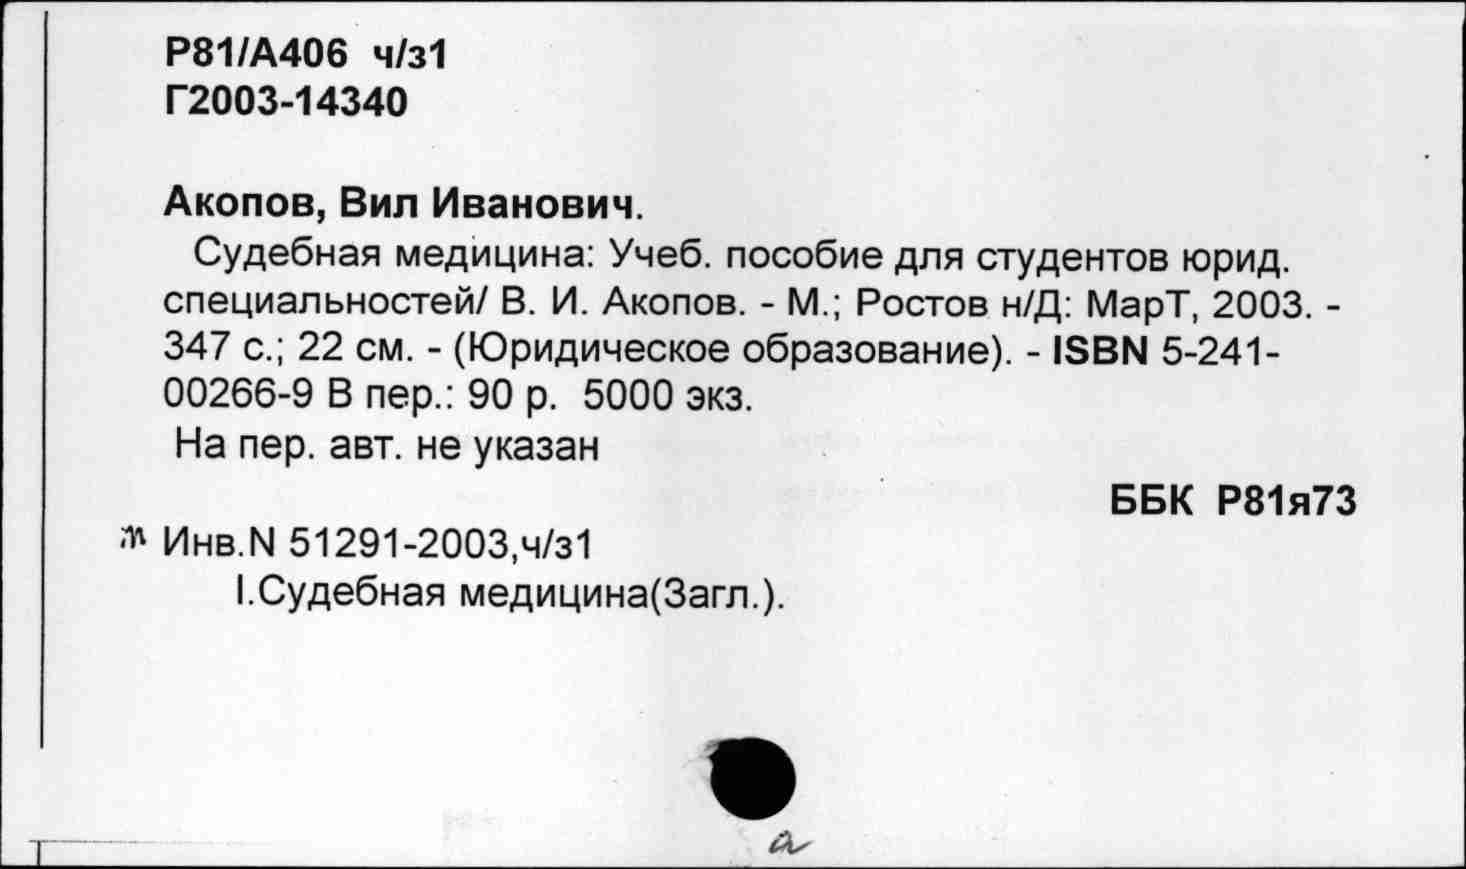 Р81/А406 ч/з1
Г2003-14340
Акопов, Вил Иванович.
Судебная медицина: Учеб. пособие для студентов юрид.
специальностей/ В. И. Акопов. - М.; Ростов н/Д: МарТ, 2003. -
347 с.; 22 см. - (Юридическое образование). - ISBN 5-241-
00266-9 В пер.: 90 р. 5000 экз.
На пер. авт. не указан
ББК Р81я73
Инв.N 51291-2003,ч/з1
I.Судебная медицина(Загл.).